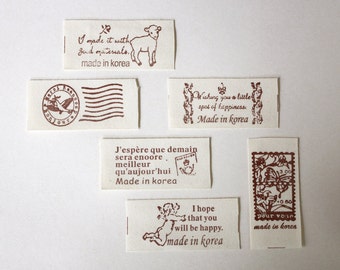 I made it with
good materials.
made in korea
Wishing you a little
spot of happiness.
Made in korea
J'espère que demain
sera encore
meilleur
qu'aujourd'hui
Made in korea
I hope
that you
will be happy.
made in korea
pour vous
made in korea